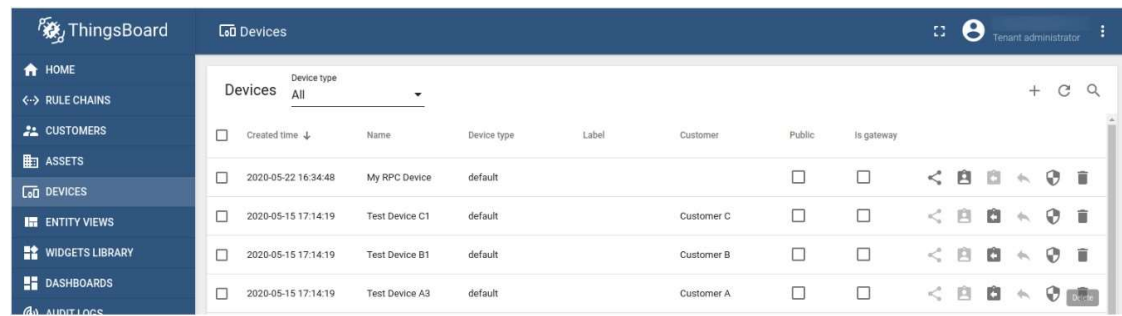 ThingsBoard
Devices
Tenant administrator
HOME
RULE CHAINS
CUSTOMERS
ASSETS
DEVICES
ENTITY VIEWS
WIDGETS LIBRARY
DASHBOARDS
AUDIT LOGS
Devices
Device type
All
Created time Name Device type Label Customer Public Is gateway
2020-05-22 16:34:48 My RPC Device default
2020-05-15 17:14:19 Test Device C1 default Customer C
2020-05-15 17:14:19 Test Device B1 default Customer B
2020-05-15 17:14:19 Test Device A3 default Customer A
Delete